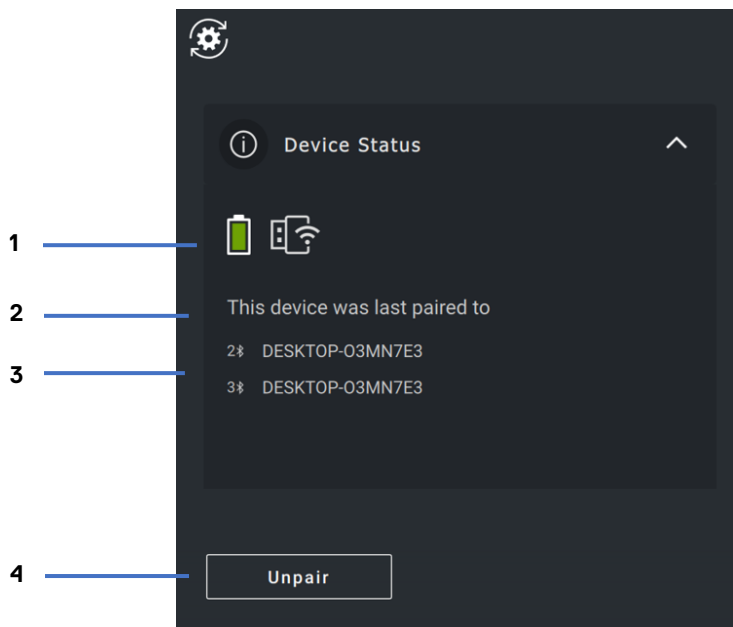 Device Status
1
2 This device was last paired to
2 DESKTOP-O3MN7E3
3
3 DESKTOP-O3MN7E3
4 Unpair